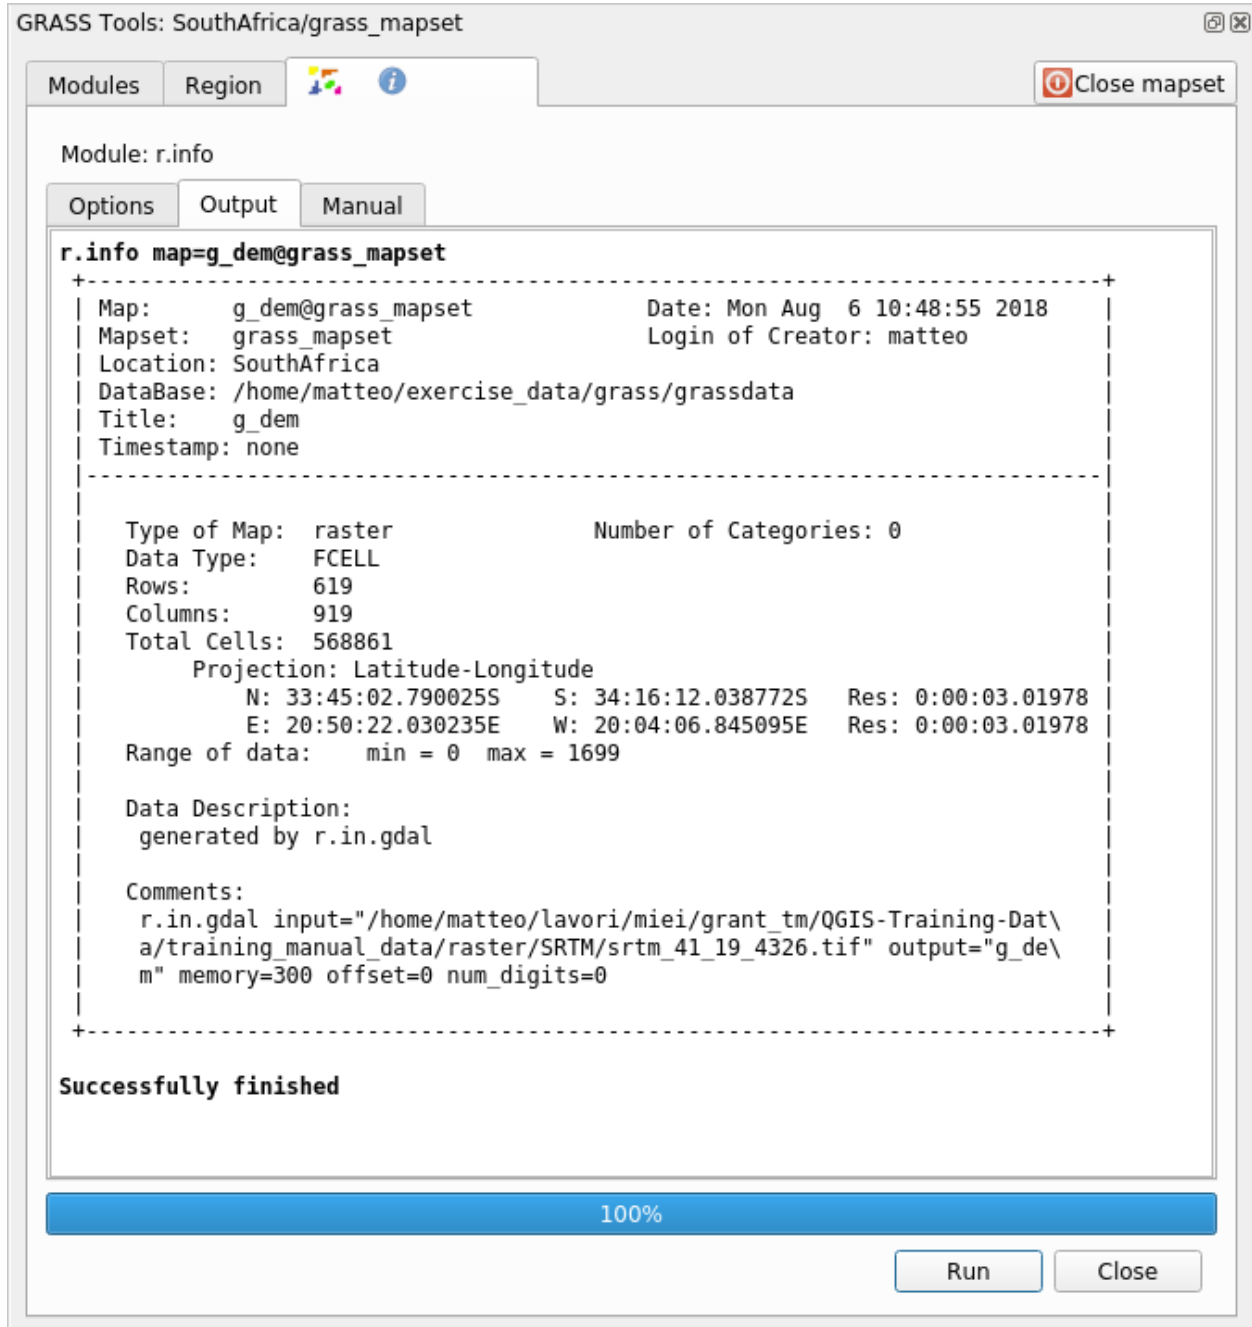 GRASS Tools: SouthAfrica/grass_mapset
Modules Region Close mapset
Module: r.info
Options Output Manual
r.info map=g_dem@grass_mapset
+----------------------------------------------------------------------------+
| Map:      g_dem@grass_mapset             Date: Mon Aug  6 10:48:55 2018    |
| Mapset:   grass_mapset                   Login of Creator: matteo          |
| Location: SouthAfrica                                                      |
| DataBase: /home/matteo/exercise_data/grass/grassdata                       |
| Title:    g_dem                                                            |
| Timestamp: none                                                            |
|----------------------------------------------------------------------------|
|                                                                            |
|   Type of Map:  raster               Number of Categories: 0               |
|   Data Type:    FCELL                                                      |
|   Rows:         619                                                        |
|   Columns:      919                                                        |
|   Total Cells:  568861                                                     |
|        Projection: Latitude-Longitude                                      |
|            N: 33:45:02.790025S    S: 34:16:12.038772S   Res: 0:00:03.01978 |
|            E: 20:50:22.030235E    W: 20:04:06.845095E   Res: 0:00:03.01978 |
|   Range of data:    min = 0  max = 1699                                    |
|                                                                            |
|   Data Description:                                                        |
|    generated by r.in.gdal                                                  |
|                                                                            |
|   Comments:                                                                |
|    r.in.gdal input="/home/matteo/lavori/miei/grant_tm/QGIS-Training-Dat\   |
|    a/training_manual_data/raster/SRTM/srtm_41_19_4326.tif" output="g_de\   |
|    m" memory=300 offset=0 num_digits=0                                     |
|                                                                            |
+----------------------------------------------------------------------------+
Successfully finished
100%
Run Close